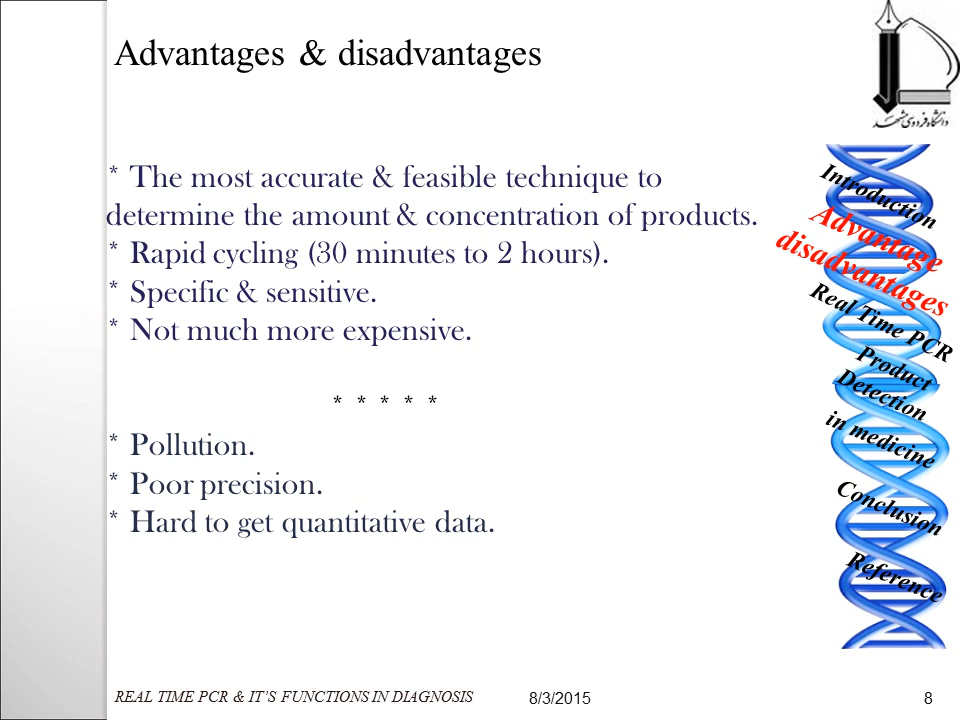 Advantages & disadvantages
دانشگاه فردوسی مشهد
* The most accurate & feasible technique to
determine the amount & concentration of products.
* Rapid cycling (30 minutes to 2 hours).
* Specific & sensitive.
* Not much more expensive.
* * * * *
* Pollution.
* Poor precision.
* Hard to get quantitative data.
Introduction
Advantage
disadvantages
Real Time PCR
Product
Detection
in medicine
Conclusion
Reference
REAL TIME PCR & IT’S FUNCTIONS IN DIAGNOSIS
8/3/2015
8